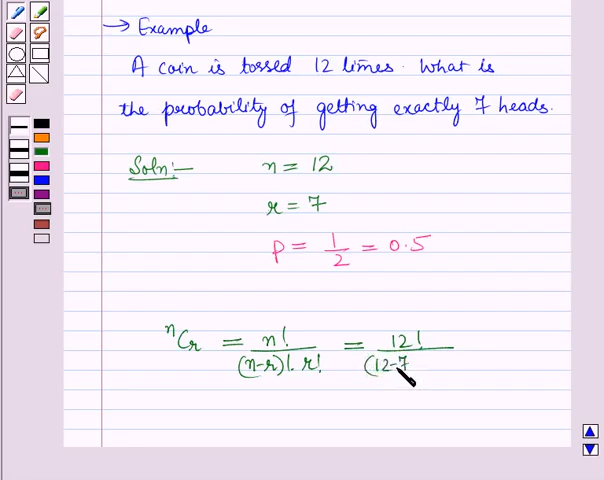 → Example
A coin is tossed 12 times. What is
the probability of getting exactly 7 heads.
Soln:- n = 12
r = 7
p = 1/2 = 0.5
ⁿCr = n!/(n-r)!.r! = 12!/(12-7